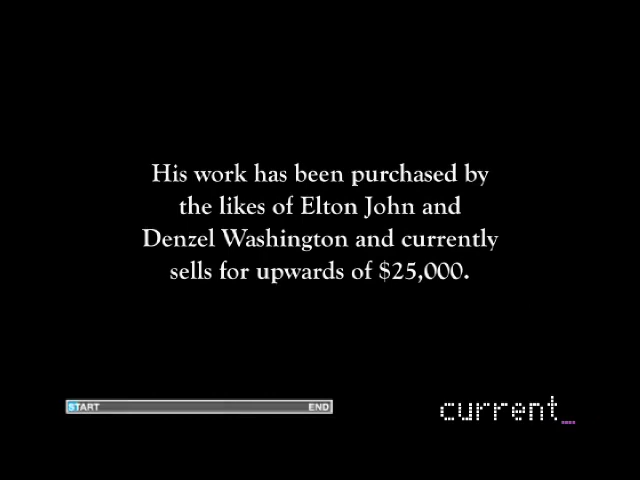 His work has been purchased by
the likes of Elton John and
Denzel Washington and currently
sells for upwards of $25,000.
START END
current